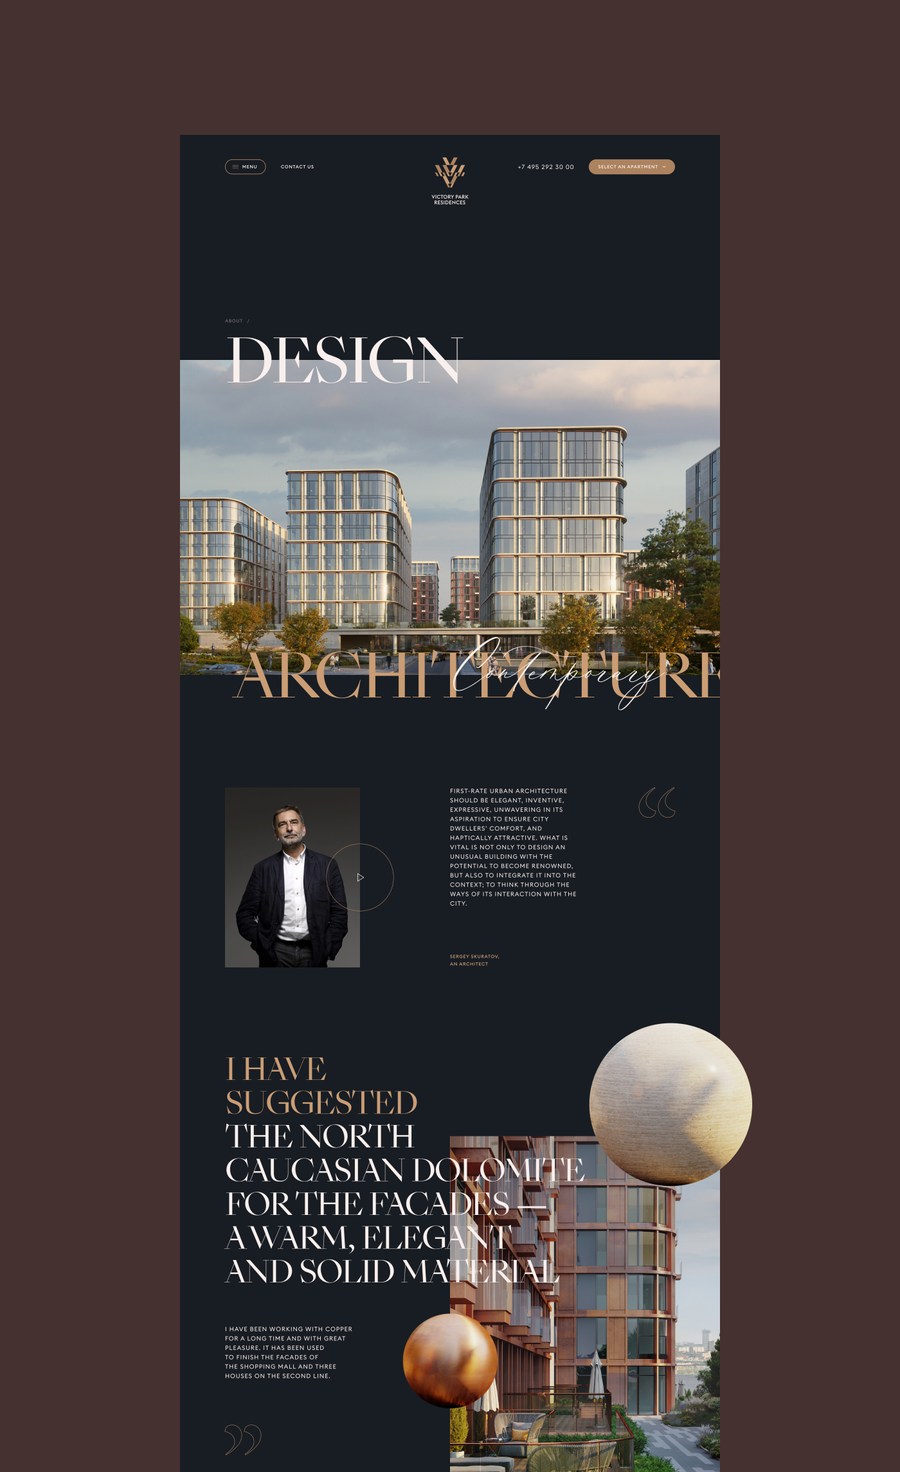 MENU
CONTACT US
VICTORY PARK
RESIDENCES
+7 495 292 30 00
SELECT AN APARTMENT
ABOUT /
DESIGN
ARCHITECTURE
Contemporary
FIRST-RATE URBAN ARCHITECTURE
SHOULD BE ELEGANT, INVENTIVE,
EXPRESSIVE, UNWAVERING IN ITS
ASPIRATION TO ENSURE CITY
DWELLERS' COMFORT, AND
HAPTICALLY ATTRACTIVE. WHAT IS
VITAL IS NOT ONLY TO DESIGN AN
UNUSUAL BUILDING WITH THE
POTENTIAL TO BECOME RENOWNED,
BUT ALSO TO INTEGRATE IT INTO THE
CONTEXT; TO THINK THROUGH THE
WAYS OF ITS INTERACTION WITH THE
CITY.
SERGEY SKURATOV,
AN ARCHITECT
I HAVE
SUGGESTED
THE NORTH
CAUCASIAN DOLOMITE
FOR THE FACADES —
A WARM, ELEGANT
AND SOLID MATERIAL
I HAVE BEEN WORKING WITH COPPER
FOR A LONG TIME AND WITH GREAT
PLEASURE. IT HAS BEEN USED
TO FINISH THE FACADES OF
THE SHOPPING MALL AND THREE
HOUSES ON THE SECOND LINE.